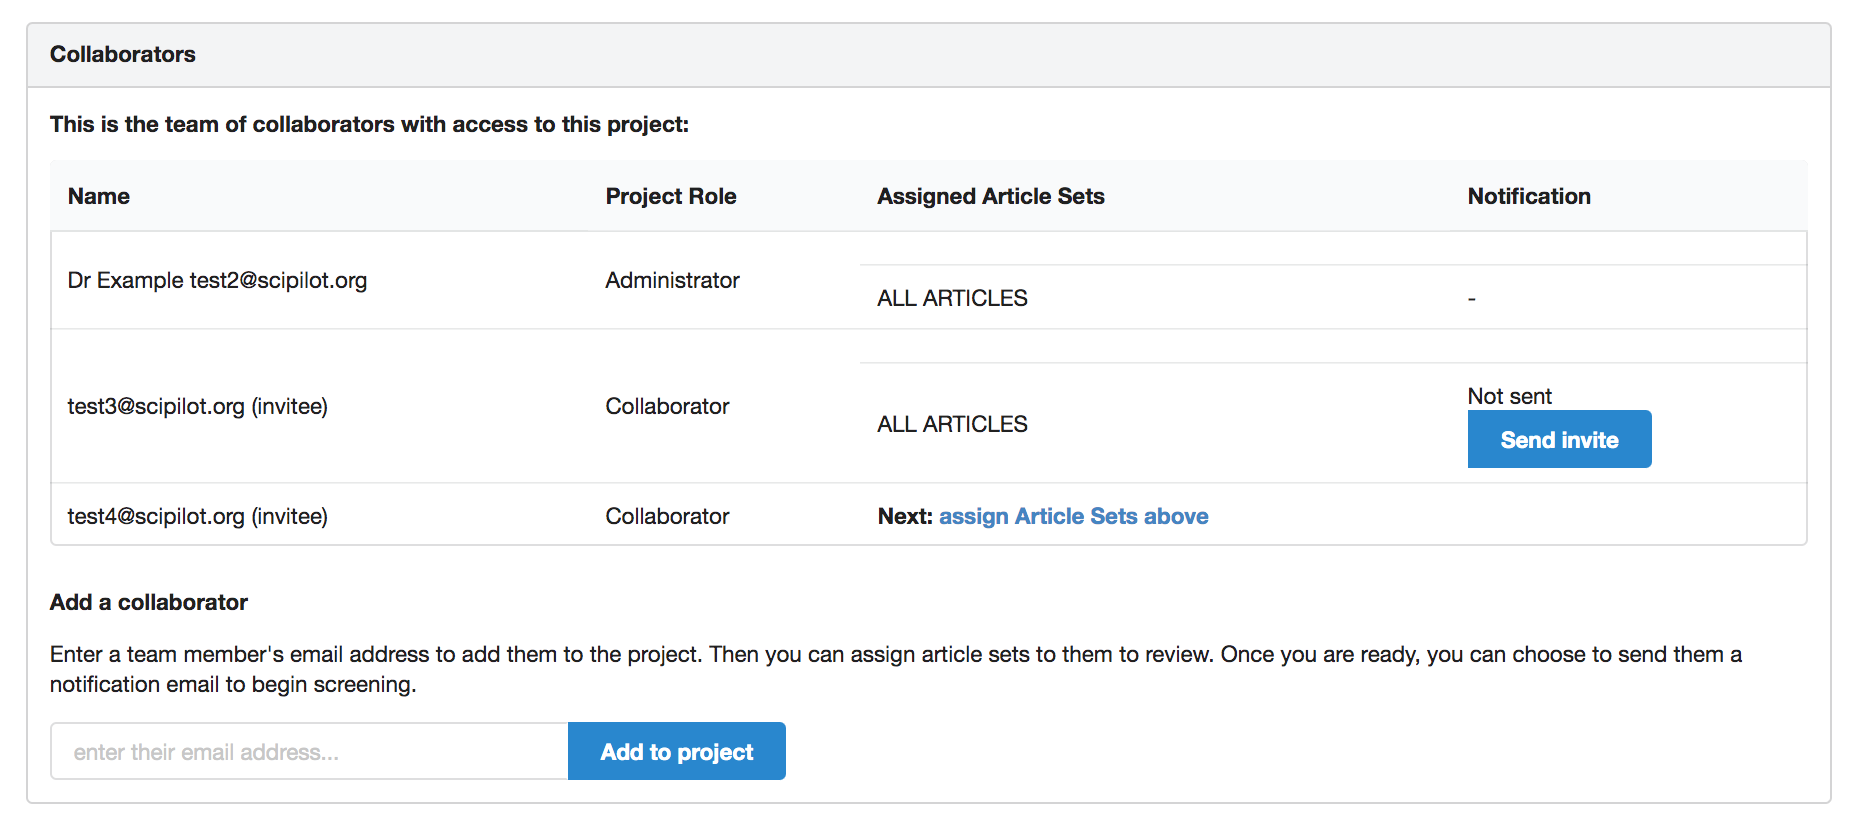 Collaborators
This is the team of collaborators with access to this project:
Name Project Role Assigned Article Sets Notification
Dr Example test2@scipilot.org Administrator ALL ARTICLES -
test3@scipilot.org (invitee) Collaborator ALL ARTICLES Not sent
Send invite
test4@scipilot.org (invitee) Collaborator Next: assign Article Sets above
Add a collaborator
Enter a team member's email address to add them to the project. Then you can assign article sets to them to review. Once you are ready, you can choose to send them a
notification email to begin screening.
enter their email address... Add to project